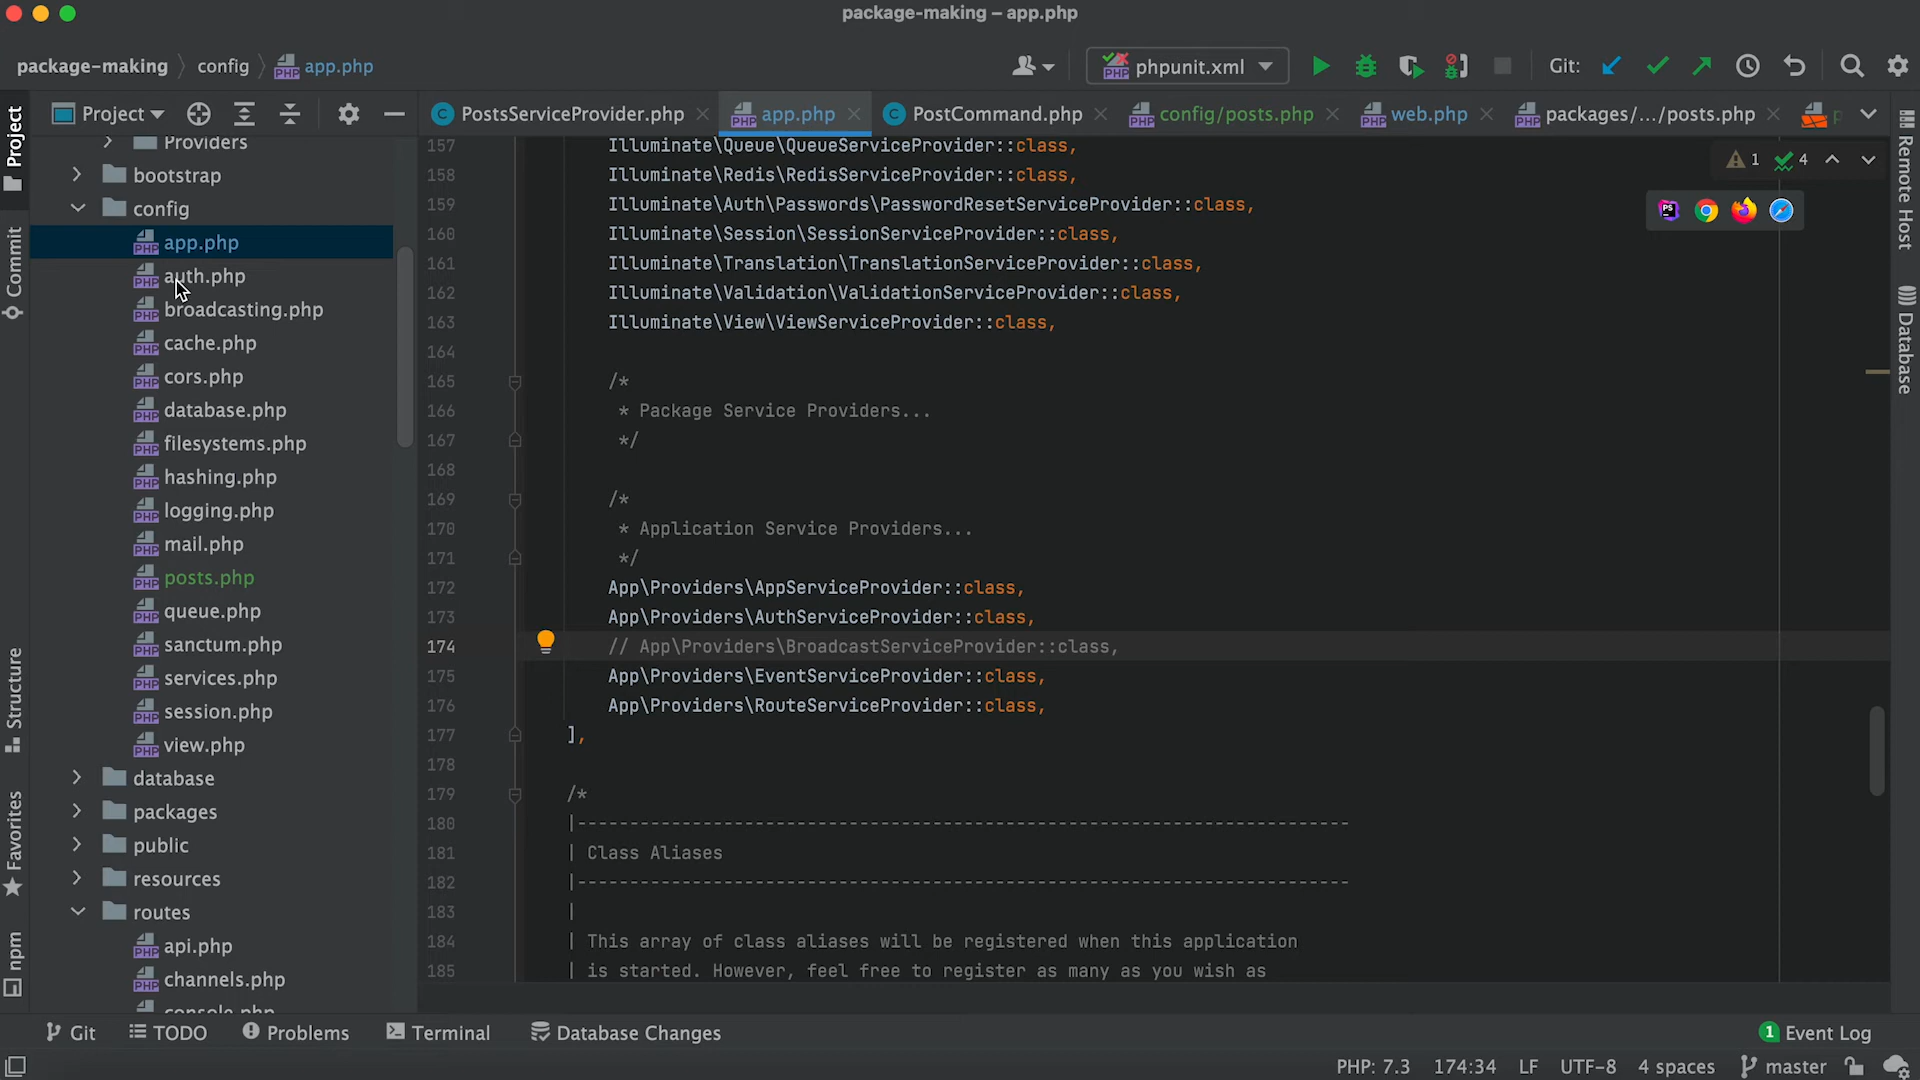 package-making – app.php
package-making config app.php
phpunit.xml Git:
Project
PostsServiceProvider.php app.php PostCommand.php config/posts.php web.php packages/.../posts.php
Project
Commit
Structure
Favorites
npm
Remote Host
Database
Providers
bootstrap
config
app.php
auth.php
broadcasting.php
cache.php
cors.php
database.php
filesystems.php
hashing.php
logging.php
mail.php
posts.php
queue.php
sanctum.php
services.php
session.php
view.php
database
packages
public
resources
routes
api.php
channels.php
console.php
1 4
157 Illuminate\Queue\QueueServiceProvider::class,
158 Illuminate\Redis\RedisServiceProvider::class,
159 Illuminate\Auth\Passwords\PasswordResetServiceProvider::class,
160 Illuminate\Session\SessionServiceProvider::class,
161 Illuminate\Translation\TranslationServiceProvider::class,
162 Illuminate\Validation\ValidationServiceProvider::class,
163 Illuminate\View\ViewServiceProvider::class,
164
165 /*
166 * Package Service Providers...
167 */
168
169 /*
170 * Application Service Providers...
171 */
172 App\Providers\AppServiceProvider::class,
173 App\Providers\AuthServiceProvider::class,
174 // App\Providers\BroadcastServiceProvider::class,
175 App\Providers\EventServiceProvider::class,
176 App\Providers\RouteServiceProvider::class,
177 ],
178
179 /*
180 |--------------------------------------------------------------------------
181 | Class Aliases
182 |--------------------------------------------------------------------------
183 |
184 | This array of class aliases will be registered when this application
185 | is started. However, feel free to register as many as you wish as
Git TODO Problems Terminal Database Changes 1 Event Log
PHP: 7.3 174:34 LF UTF-8 4 spaces master